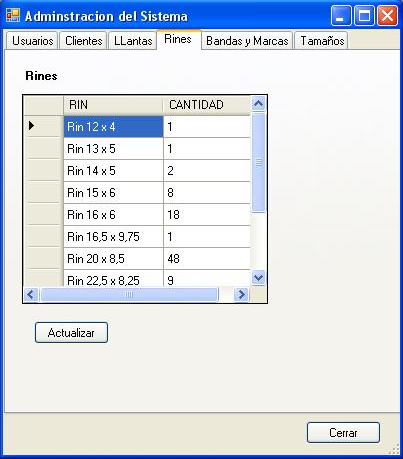 Adminstracion del Sistema
Usuarios Clientes LLantas Rines Bandas y Marcas Tamaños
Rines
RIN CANTIDAD
Rin 12 x 4 1
Rin 13 x 5 1
Rin 14 x 5 2
Rin 15 x 6 8
Rin 16 x 6 18
Rin 16,5 x 9,75 1
Rin 20 x 8,5 48
Rin 22,5 x 8,25 9
Actualizar
Cerrar